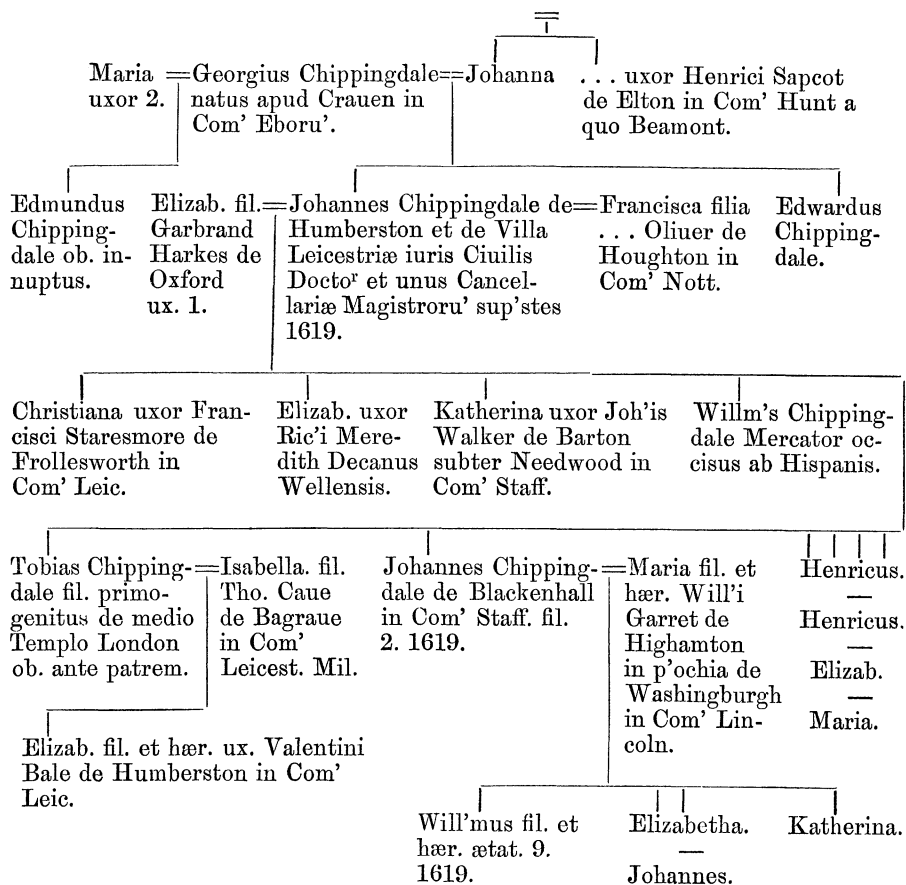 Maria
uxor 2.
=Georgius Chippingdale==Johanna
natus apud Crauen in
Com' Eboru'.
. . . uxor Henrici Sapcot
de Elton in Com' Hunt a
quo Beamont.
Edmundus
Chipping-
dale ob. in-
nuptus.
Elizab. fil.=
Garbrand
Harkes de
Oxford
ux. 1.
Johannes Chippingdale de=
Humberston et de Villa
Leicestriæ iuris Ciuilis
Doctoʳ et unus Cancel-
lariæ Magistroru' sup'stes
1619.
Francisca filia
. . . Oliuer de
Houghton in
Com' Nott.
Edwardus
Chipping-
dale.
Christiana uxor Fran-
cisci Staresmore de
Frollesworth in
Com' Leic.
Elizab. uxor
Ric'i Mere-
dith Decanus
Wellensis.
Katherina uxor Joh'is
Walker de Barton
subter Needwood in
Com' Staff.
Willm's Chipping-
dale Mercator oc-
cisus ab Hispanis.
Tobias Chipping-=
dale fil. primo-
genitus de medio
Templo London
ob. ante patrem.
Isabella. fil.
Tho. Caue
de Bagraue
in Com'
Leicest. Mil.
Johannes Chipping-=
dale de Blackenhall
in Com' Staff. fil.
2. 1619.
Maria fil. et
hær. Will'i
Garret de
Highamton
in p'ochia de
Washingburgh
in Com' Lin-
coln.
Henricus.
—
Henricus.
—
Elizab.
—
Maria.
Elizab. fil. et hær. ux. Valentini
Bale de Humberston in Com'
Leic.
Will'mus fil. et
hær. ætat. 9.
1619.
Elizabetha.
—
Johannes.
Katherina.